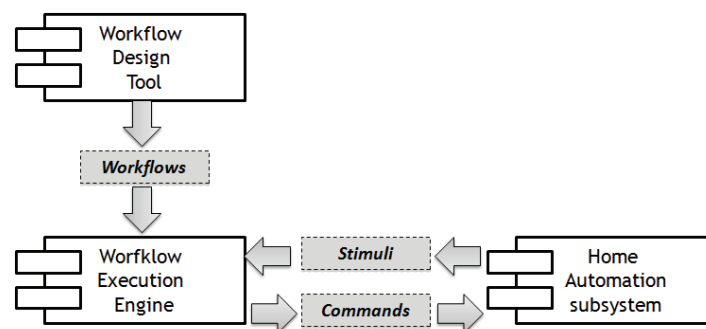 Workflow
Design
Tool
Workflows
Worfklow
Execution
Engine
Stimuli
Commands
Home
Automation
subsystem